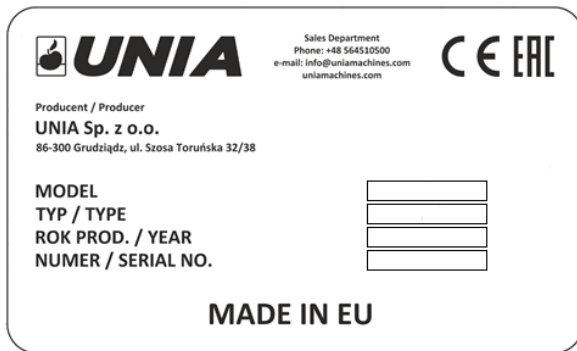 UNIA
Sales Department
Phone: +48 564510500
e-mail: info@uniamachines.com
uniamachines.com
CE EAC
Producent / Producer
UNIA Sp. z o.o.
86-300 Grudziądz, ul. Szosa Toruńska 32/38
MODEL
TYP / TYPE
ROK PROD. / YEAR
NUMER / SERIAL NO.
MADE IN EU